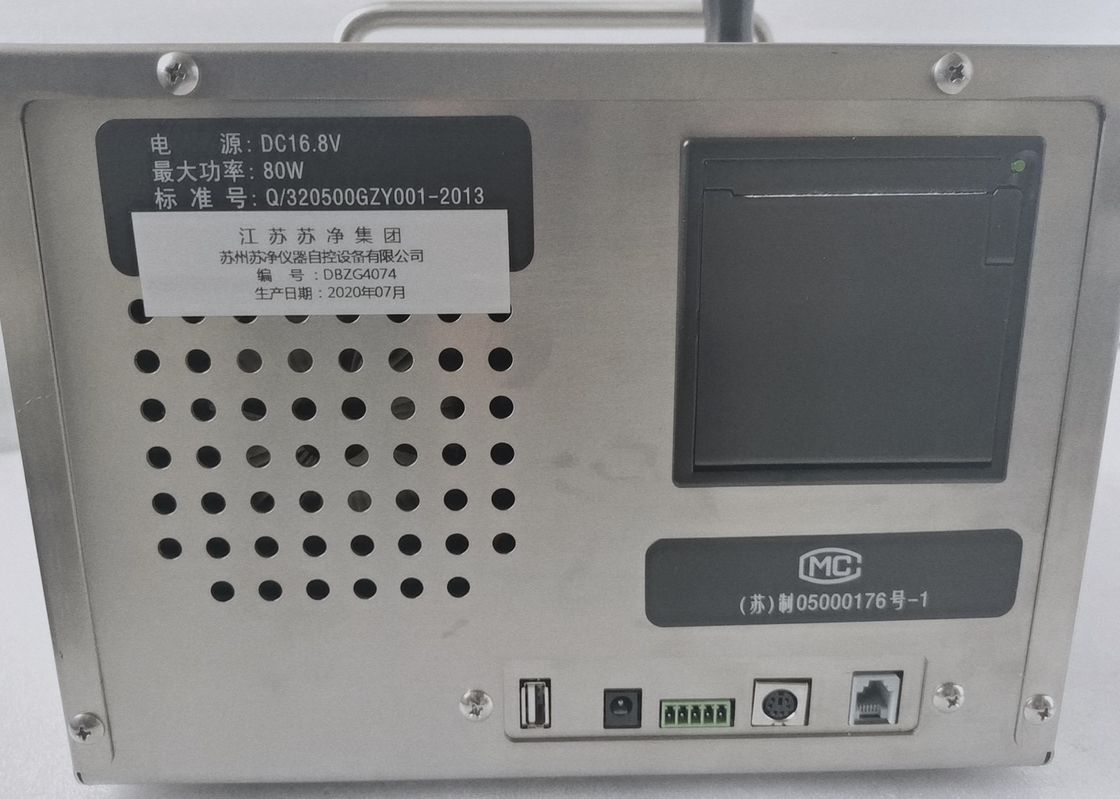 电 源: DC16.8V
最大功率: 80W
标 准 号: Q/320500GZY001-2013
江 苏 苏 净 集 团
苏州苏净仪器自控设备有限公司
编 号 : DBZG4074
生产日期 : 2020年07月
MC
(苏)制05000176号-1